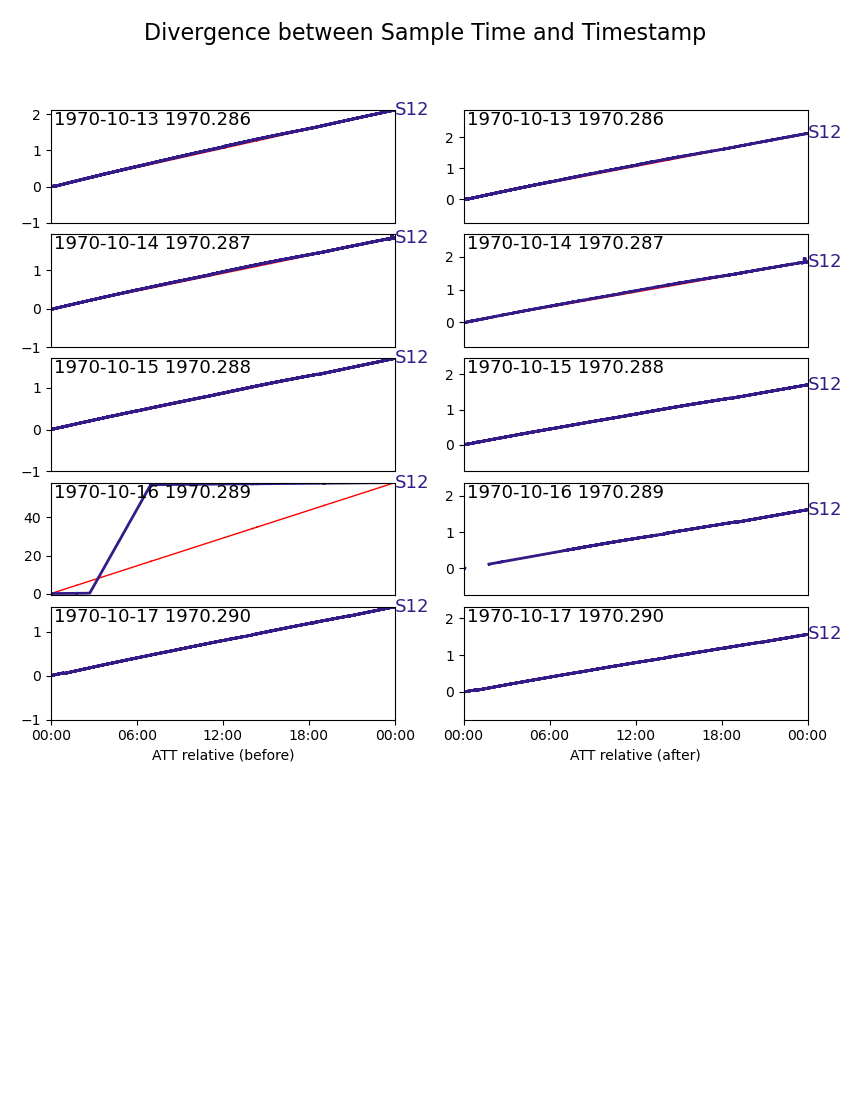 Divergence between Sample Time and Timestamp
1970-10-13 1970.286
S12
2
1
0
−1
1970-10-13 1970.286
S12
2
1
0
1970-10-14 1970.287
S12
1
0
−1
1970-10-14 1970.287
S12
2
1
0
1970-10-15 1970.288
S12
1
0
−1
1970-10-15 1970.288
S12
2
1
0
1970-10-16 1970.289
S12
40
20
0
1970-10-16 1970.289
S12
2
1
0
1970-10-17 1970.290
S12
1
0
−1
00:00 06:00 12:00 18:00 00:00
ATT relative (before)
1970-10-17 1970.290
S12
2
1
0
00:00 06:00 12:00 18:00 00:00
ATT relative (after)